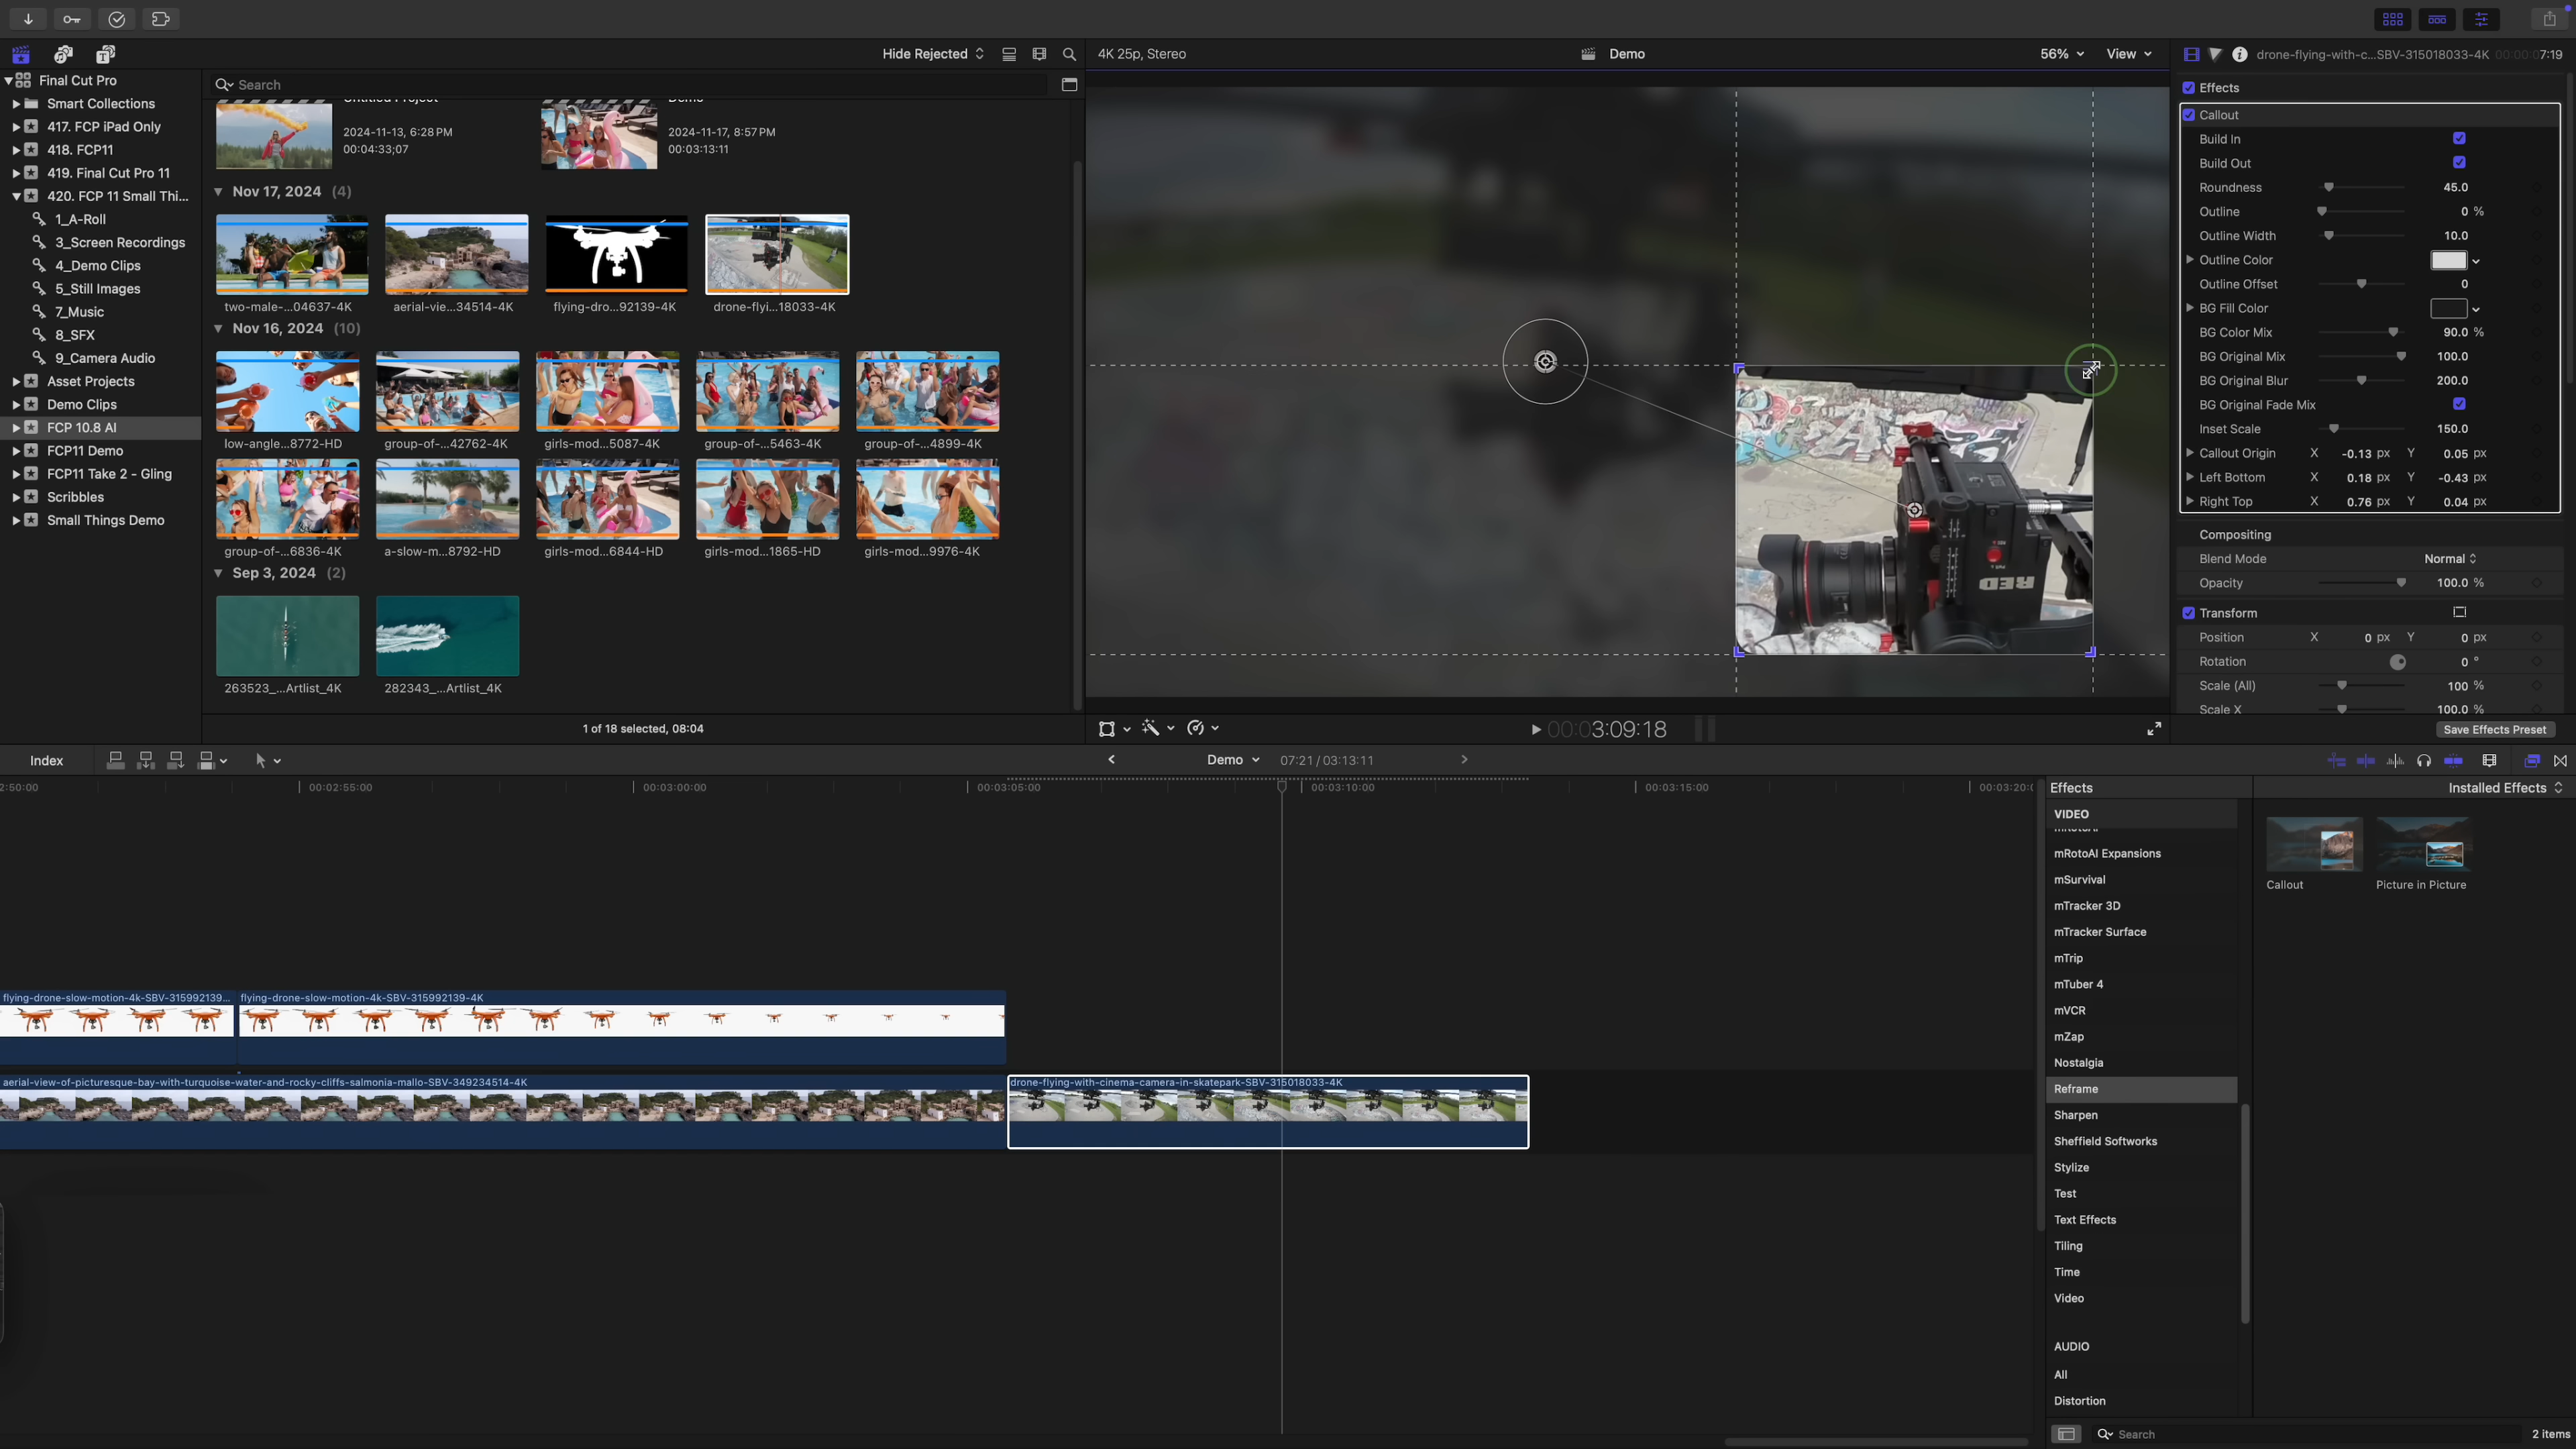 Hide Rejected
4K 25p, Stereo
Demo
56%
View
drone-flying-with-c...SBV-315018033-4K
00:00:07:19
Final Cut Pro
Smart Collections
417. FCP iPad Only
418. FCP11
419. Final Cut Pro 11
420. FCP 11 Small Thi...
1_A-Roll
3_Screen Recordings
4_Demo Clips
5_Still Images
7_Music
8_SFX
9_Camera Audio
Asset Projects
Demo Clips
FCP 10.8 AI
FCP11 Demo
FCP11 Take 2 - Gling
Scribbles
Small Things Demo
Search
Untitled Project
2024-11-13, 6:28 PM
00:04:33;07
Demo
2024-11-17, 8:57 PM
00:03:13:11
Nov 17, 2024 (4)
two-male-...04637-4K
aerial-vie...34514-4K
flying-dro...92139-4K
drone-flyi...18033-4K
Nov 16, 2024 (10)
low-angle...8772-HD
group-of-...42762-4K
girls-mod...5087-4K
group-of-...5463-4K
group-of-...4899-4K
group-of-...6836-4K
a-slow-m...8792-HD
girls-mod...6844-HD
girls-mod...1865-HD
girls-mod...9976-4K
Sep 3, 2024 (2)
263523_...Artlist_4K
282343_...Artlist_4K
1 of 18 selected, 08:04
RED
00:03:09:18
Effects
Callout
Build In
Build Out
Roundness 45.0
Outline 0 %
Outline Width 10.0
Outline Color
Outline Offset 0
BG Fill Color
BG Color Mix 90.0 %
BG Original Mix 100.0
BG Original Blur 200.0
BG Original Fade Mix
Inset Scale 150.0
Callout Origin X -0.13 px Y 0.05 px
Left Bottom X 0.18 px Y -0.43 px
Right Top X 0.76 px Y 0.04 px
Compositing
Blend Mode Normal
Opacity 100.0 %
Transform
Position X 0 px Y 0 px
Rotation 0 °
Scale (All) 100 %
Scale X 100.0 %
Save Effects Preset
Index
Demo
07:21 / 03:13:11
2:50:00
00:02:55:00
00:03:00:00
00:03:05:00
00:03:10:00
00:03:15:00
00:03:20:0
flying-drone-slow-motion-4k-SBV-315992139...
flying-drone-slow-motion-4k-SBV-315992139-4K
aerial-view-of-picturesque-bay-with-turquoise-water-and-rocky-cliffs-salmonia-mallo-SBV-349234514-4K
drone-flying-with-cinema-camera-in-skatepark-SBV-315018033-4K
Effects
Installed Effects
VIDEO
mRotoAI
mRotoAI Expansions
mSurvival
mTracker 3D
mTracker Surface
mTrip
mTuber 4
mVCR
mZap
Nostalgia
Reframe
Sharpen
Sheffield Softworks
Stylize
Test
Text Effects
Tiling
Time
Video
AUDIO
All
Distortion
Callout
Picture in Picture
Search
2 items